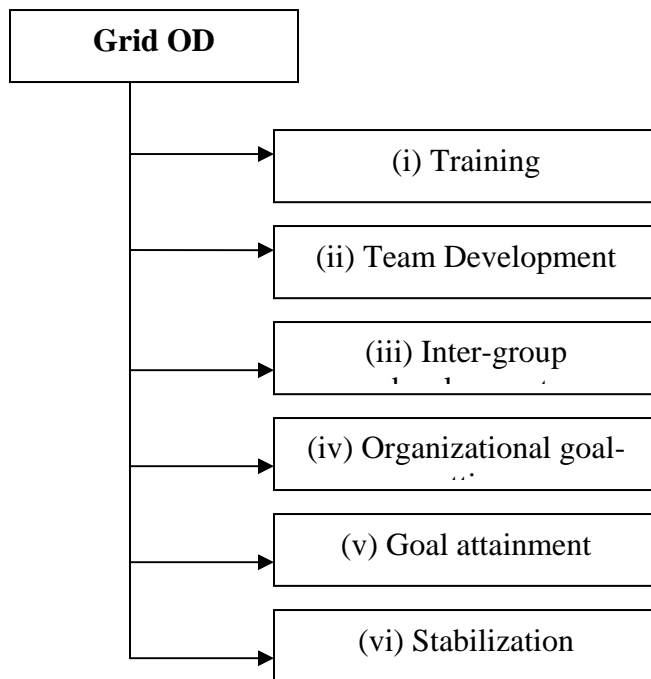 Grid OD
(i) Training
(ii) Team Development
(iii) Inter-group
(iv) Organizational goal-
(v) Goal attainment
(vi) Stabilization